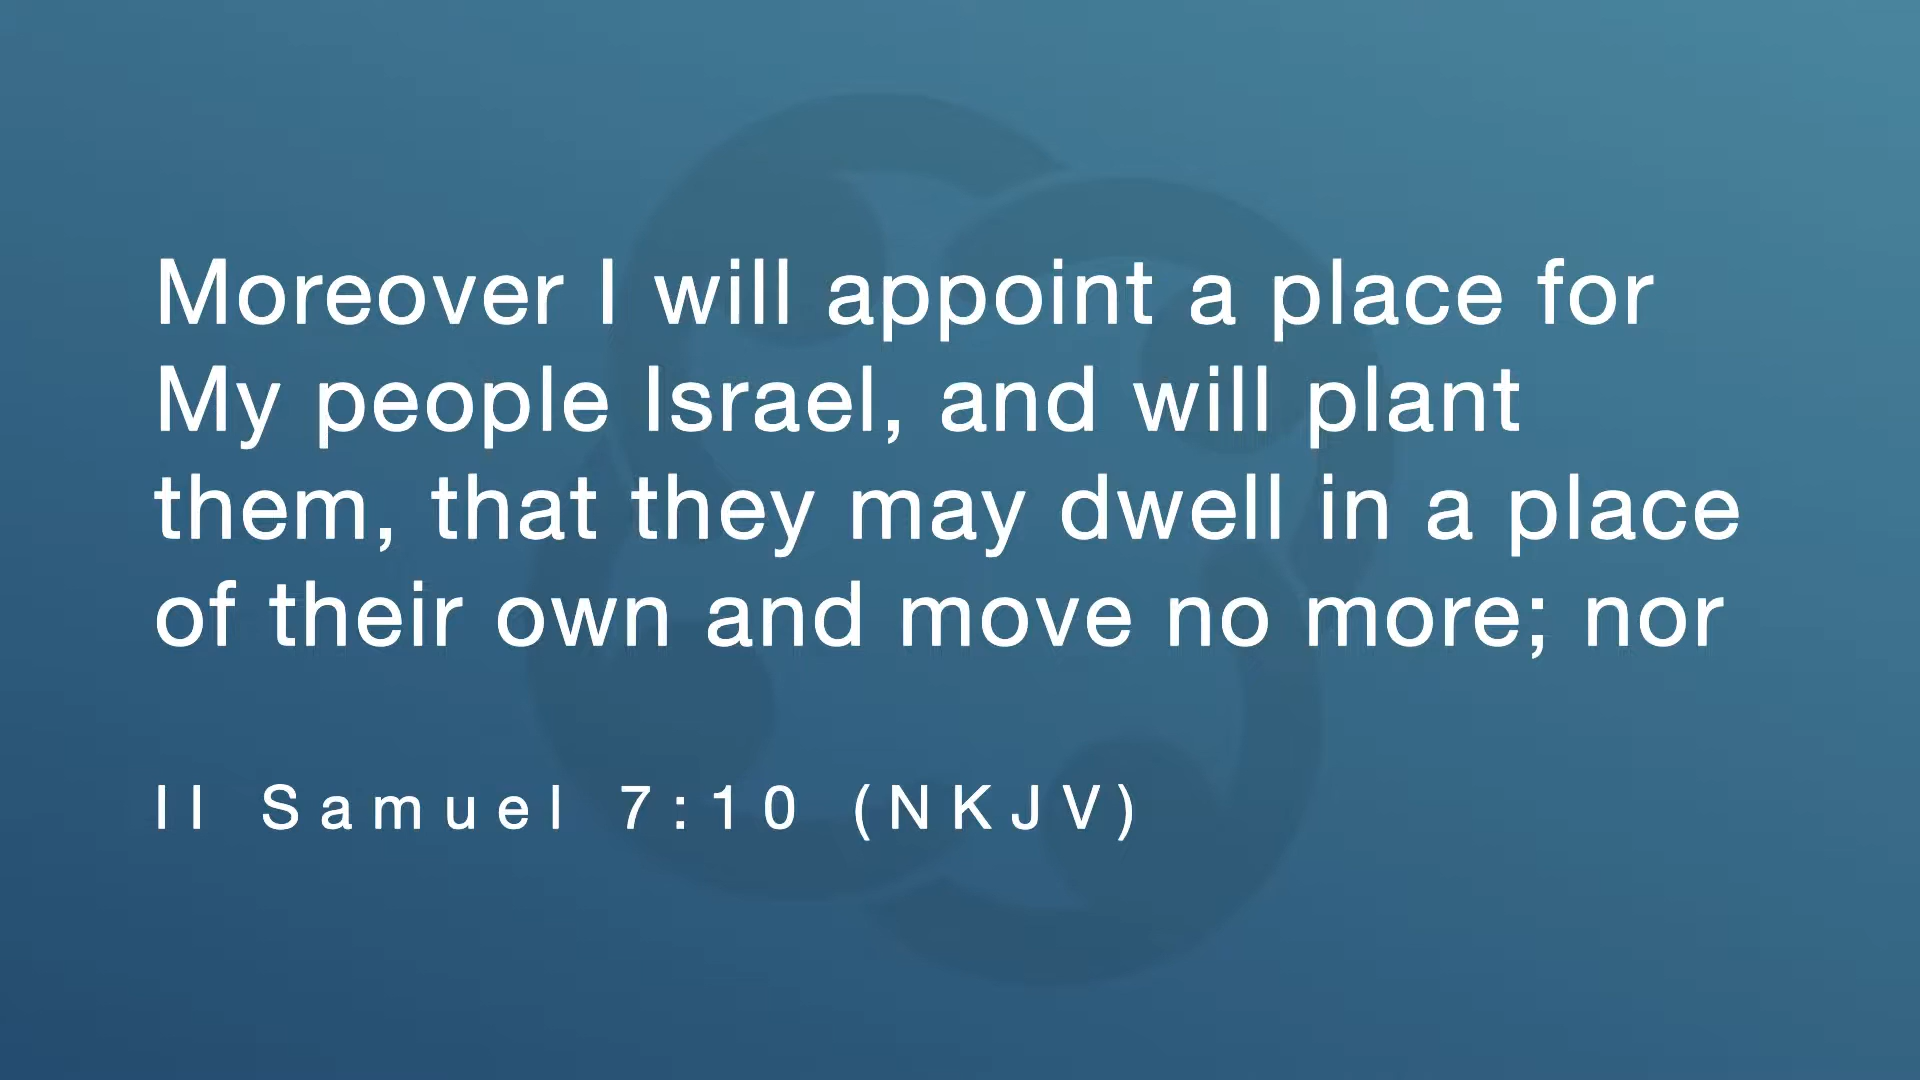 Moreover I will appoint a place for
My people Israel, and will plant
them, that they may dwell in a place
of their own and move no more; nor
II Samuel 7:10 (NKJV)